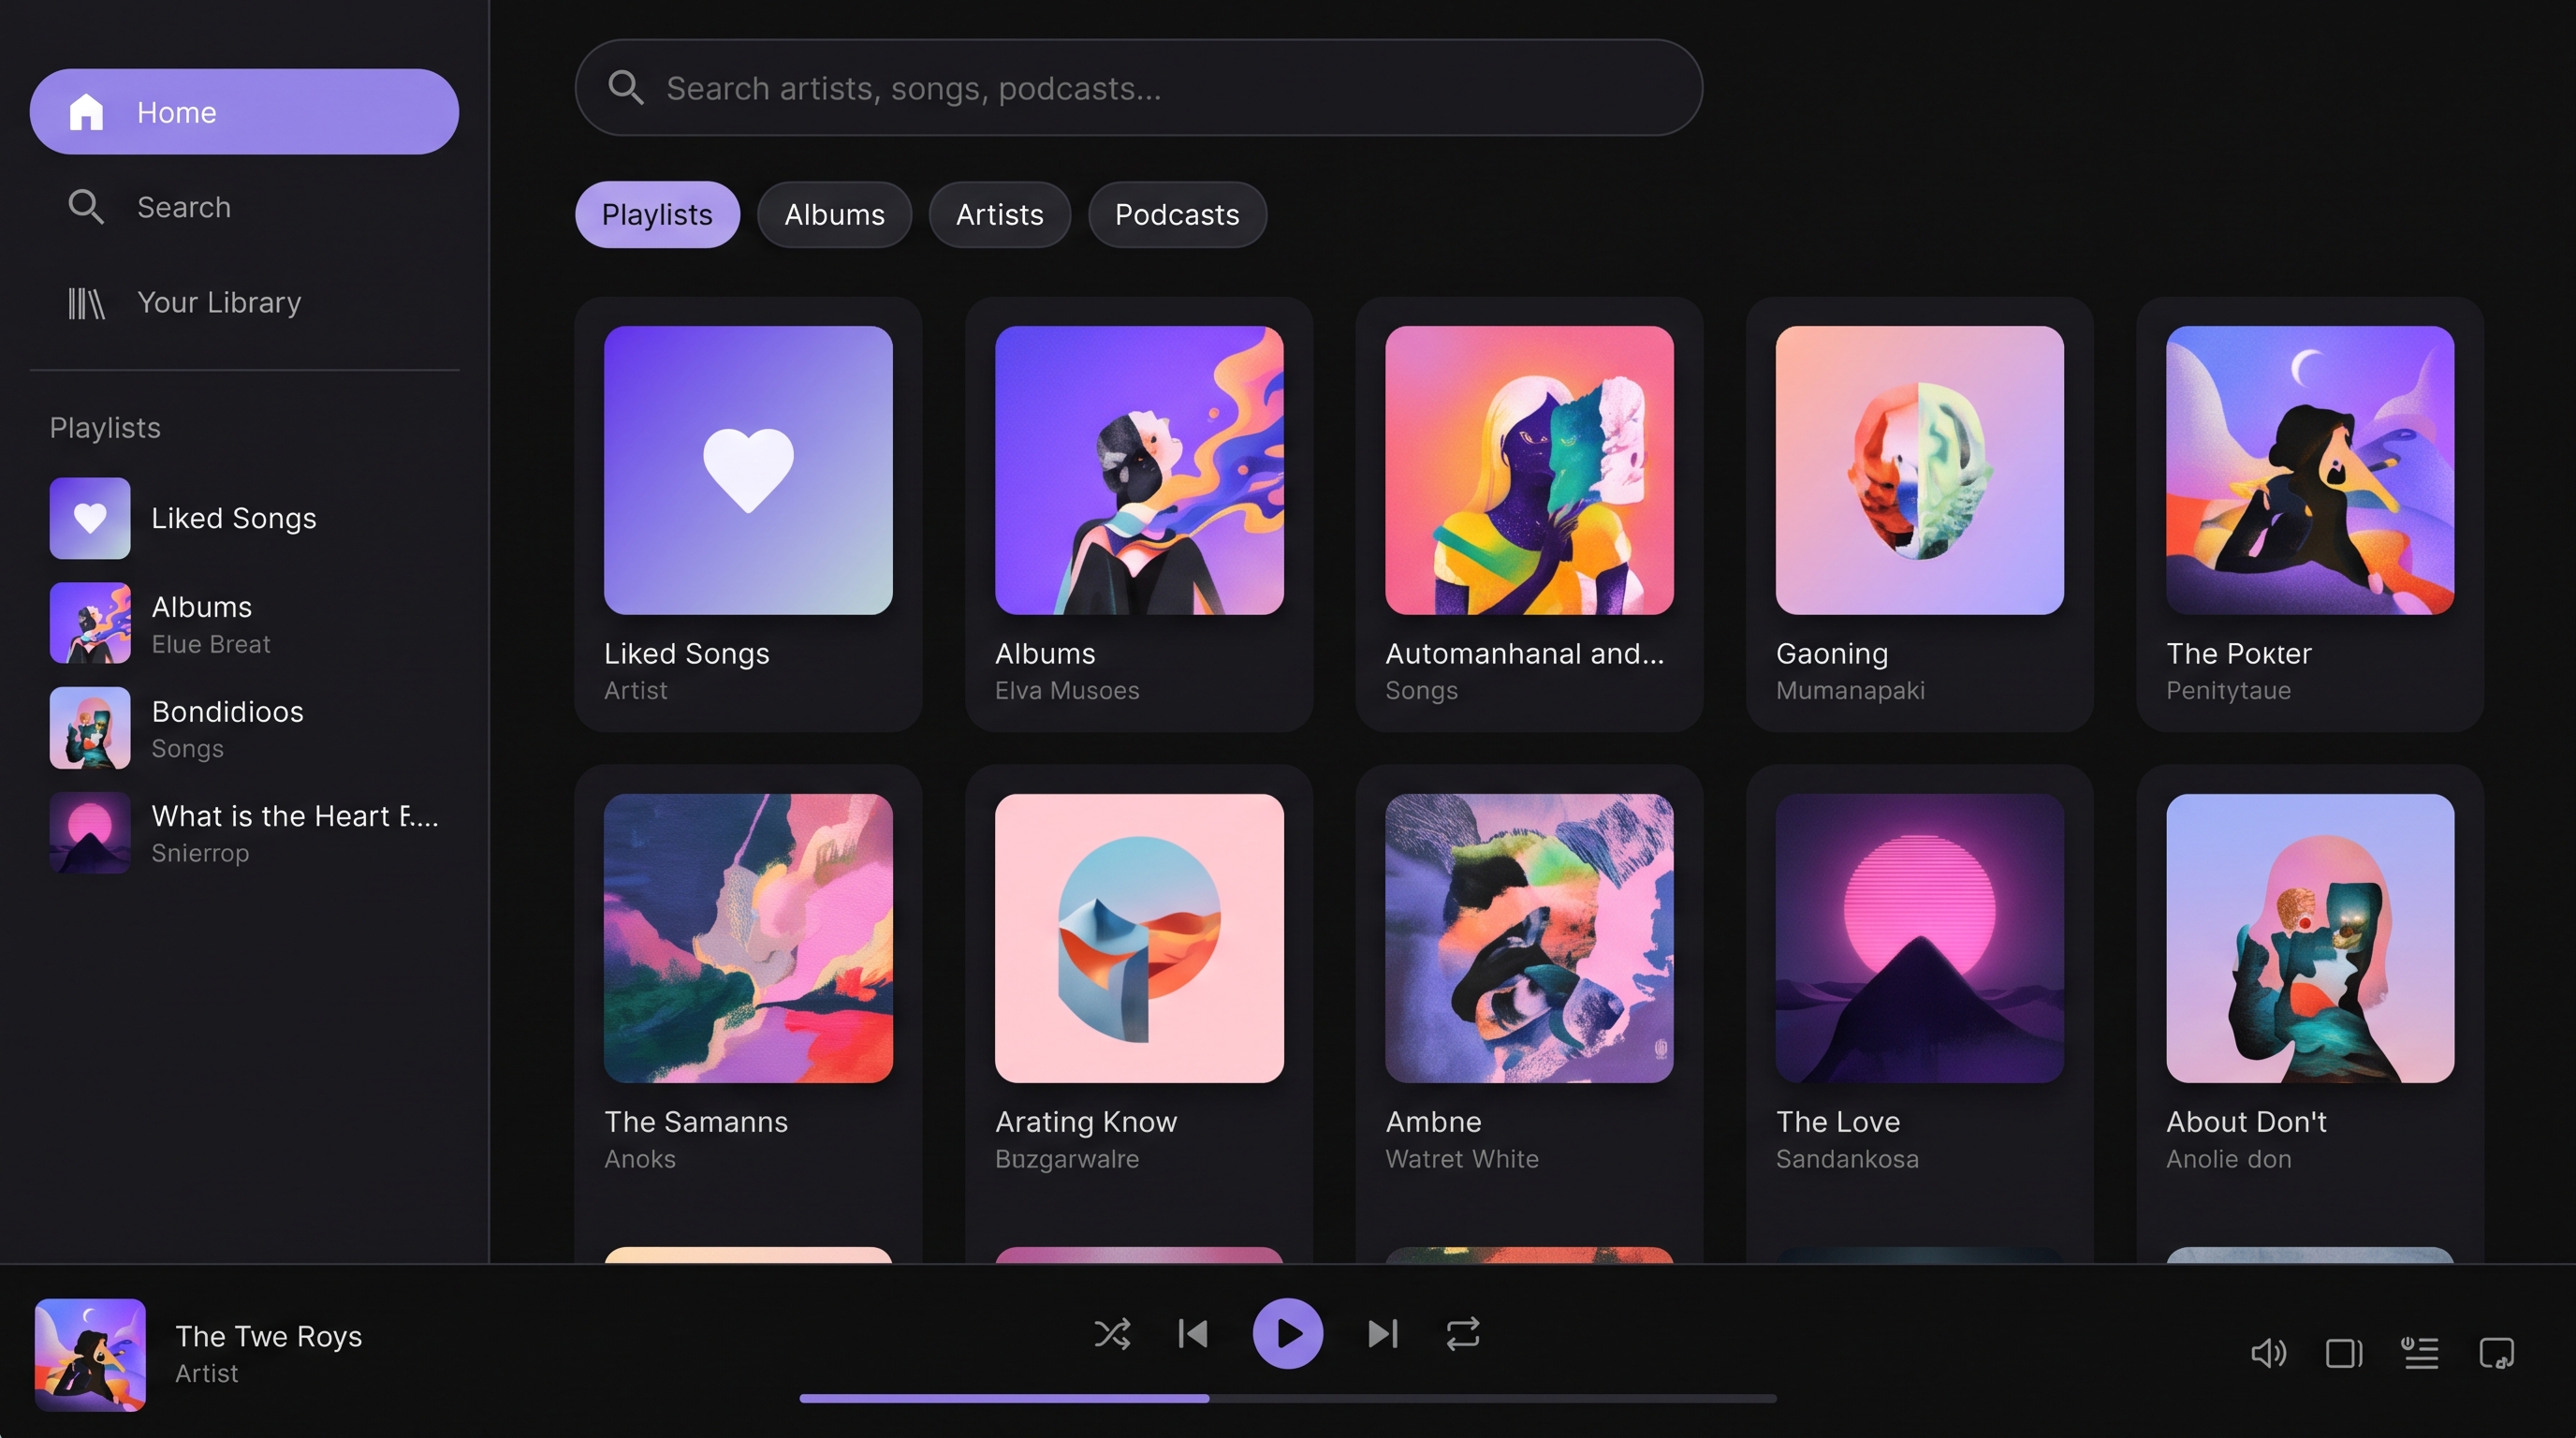 Home
Search
Your Library
Playlists
Liked Songs
Albums
Elue Breat
Bondidioos
Songs
What is the Heart E....
Snierrop
Search artists, songs, podcasts...
Playlists
Albums
Artists
Podcasts
Liked Songs
Artist
Albums
Elva Musoes
Automanhanal and...
Songs
Gaoning
Mumanapaki
The Pokter
Penitytaue
The Samanns
Anoks
Arating Know
Buzgarwalre
Ambne
Watret White
The Love
Sandankosa
About Don't
Anolie don
The Twe Roys
Artist